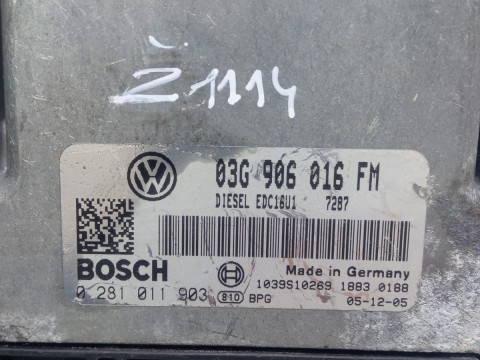 Ž1114
03G 906 016 FM
DIESEL EDC16U1 7287
BOSCH
Made in Germany
1039S10269 1883 0188
0 281 011 903 810 BPG 05-12-05